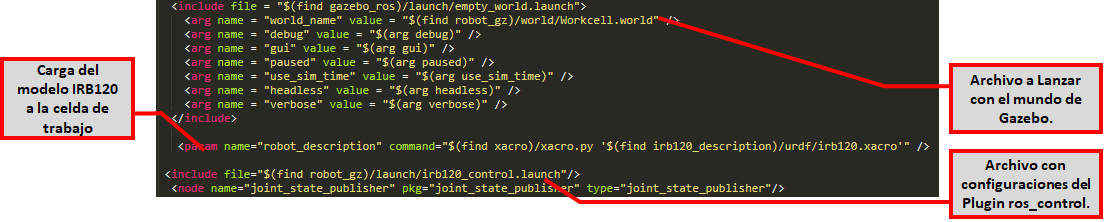 <include file = "$(find gazebo_ros)/launch/empty_world.launch">
<arg name = "world_name" value = "$(find robot_gz)/world/Workcell.world" />
<arg name = "debug" value = "$(arg debug)" />
<arg name = "gui" value = "$(arg gui)" />
<arg name = "paused" value = "$(arg paused)" />
<arg name = "use_sim_time" value = "$(arg use_sim_time)" />
<arg name = "headless" value = "$(arg headless)" />
<arg name = "verbose" value = "$(arg verbose)" />
</include>
<param name="robot_description" command="$(find xacro)/xacro.py '$(find irb120_description)/urdf/irb120.xacro'" />
<include file="$(find robot_gz)/launch/irb120_control.launch"/>
<node name="joint_state_publisher" pkg="joint_state_publisher" type="joint_state_publisher"/>
Carga del
modelo IRB120
a la celda de
trabajo
Archivo a Lanzar
con el mundo de
Gazebo.
Archivo con
configuraciones del
Plugin ros_control.